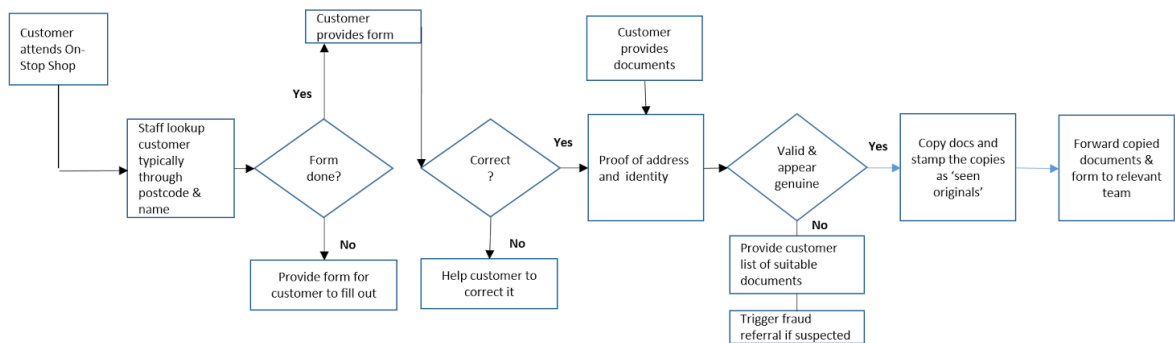 Customer
attends On-
Stop Shop
Staff lookup
customer
typically
through
postcode &
name
Form
done?
Yes
Customer
provides form
No
Provide form for
customer to fill out
Correct
?
No
Help customer to
correct it
Yes
Customer
provides
documents
Proof of address
and identity
Valid &
appear
genuine
No
Provide customer
list of suitable
documents
Trigger fraud
referral if suspected
Yes
Copy docs and
stamp the copies
as ‘seen
originals’
Forward copied
documents &
form to relevant
team